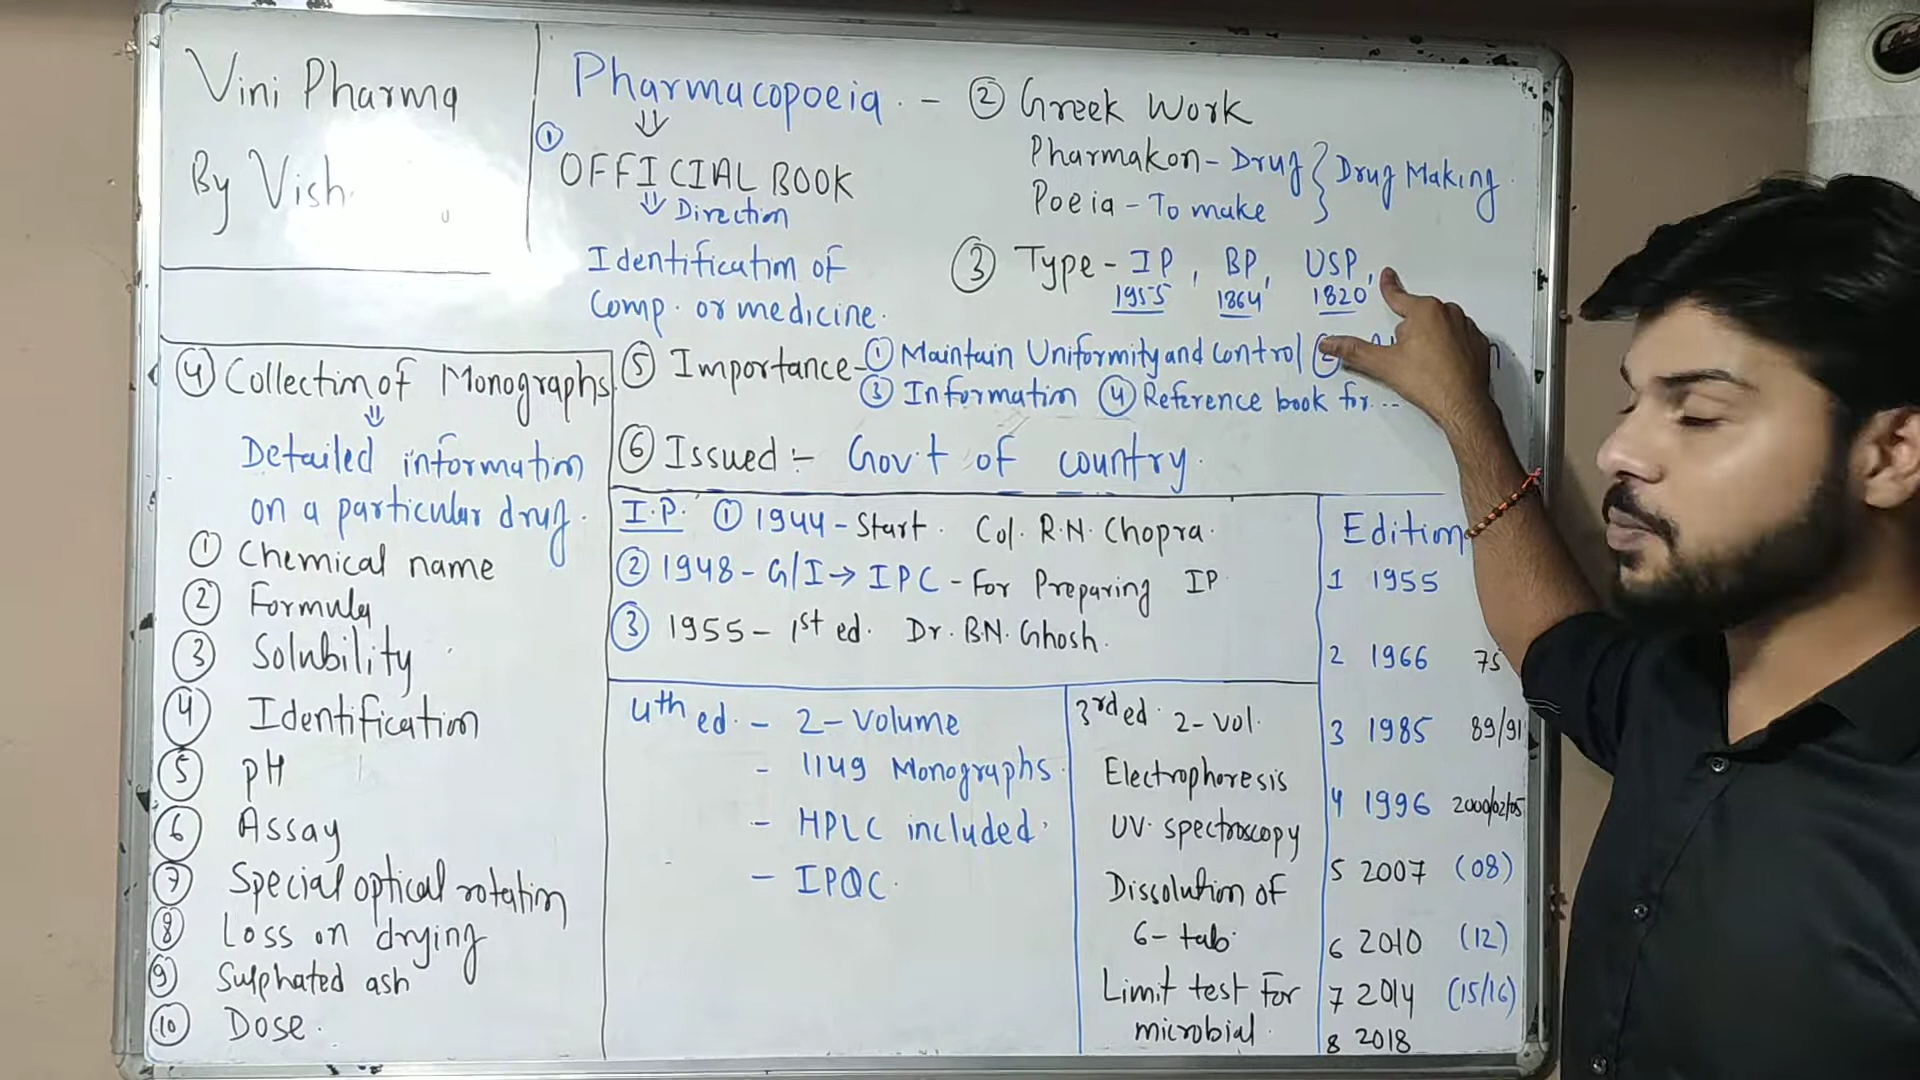 Vini Pharma
By Vish.
Pharmacopoeia. - ② Greek Work
⇓
① OFFICIAL BOOK
⇓ Direction
Identification of
Comp. or medicine.
Pharmakon - Drug } Drug Making.
Poeia - To make
③ Type - IP, BP, USP,
1955 1864 1820
④ Collection of Monographs
⇓
Detailed information
on a particular drug.
① Chemical name
② Formula
③ Solubility
④ Identification
⑤ pH
⑥ Assay
⑦ Special optical rotation
⑧ Loss on drying
⑨ Sulphated ash
⑩ Dose.
⑤ Importance - ① Maintain Uniformity and Control ②
③ Information ④ Reference book for...
⑥ Issued :- Gov't of country.
I.P. ① 1944 - Start. Col. R.N. Chopra.
② 1948 - G/I → IPC - For Preparing IP
③ 1955 - 1st ed. Dr. B.N. Ghosh.
4th ed. - 2-Volume
- 1149 Monographs.
- HPLC included.
- IPQC.
3rd ed. 2-Vol.
Electrophoresis
UV. spectroscopy
Dissolution of
6-tab.
Limit test for
microbial.
Edition
1 1955
2 1966 75
3 1985 89/91
4 1996 2000/02/05
5 2007 (08)
6 2010 (12)
7 2014 (15/16)
8 2018